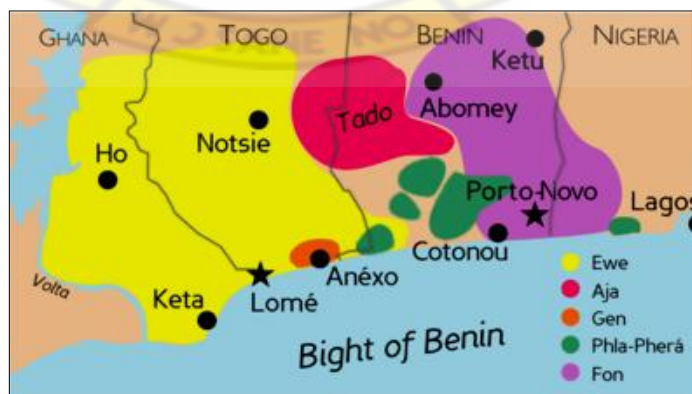 GHANA
TOGO
BENIN
NIGERIA
Ketu
Abomey
Tado
Notsie
Ho
Porto-Novo
Lagos
Cotonou
Anéxo
Volta
Keta
Lomé
Bight of Benin
Ewe
Aja
Gen
Phla-Pherá
Fon